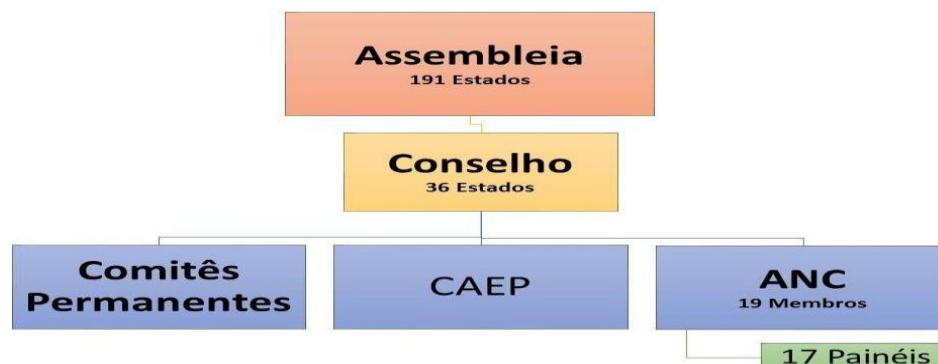 Assembleia
191 Estados
Conselho
36 Estados
Comitês
Permanentes
CAEP
ANC
19 Membros
17 Painéis